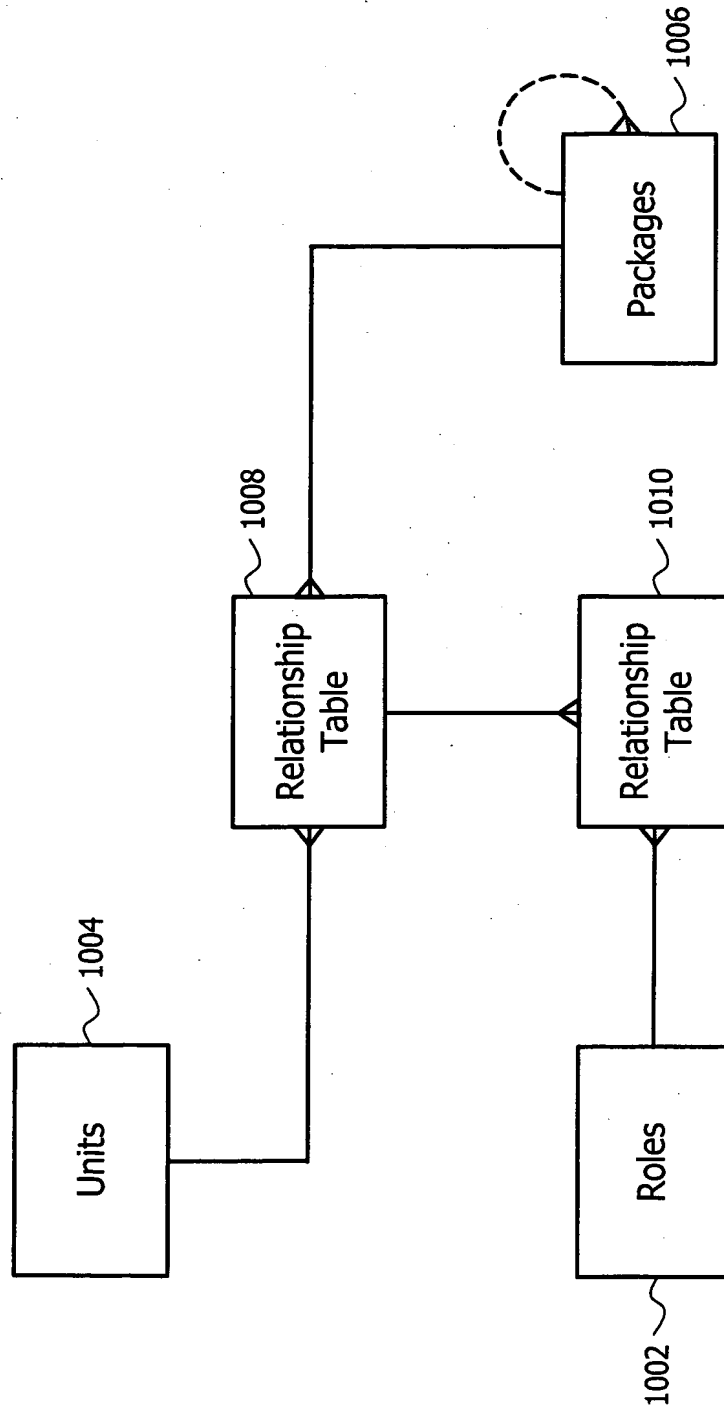 Units
1004
Relationship
Table
1008
Packages
1006
Roles
1002
Relationship
Table
1010